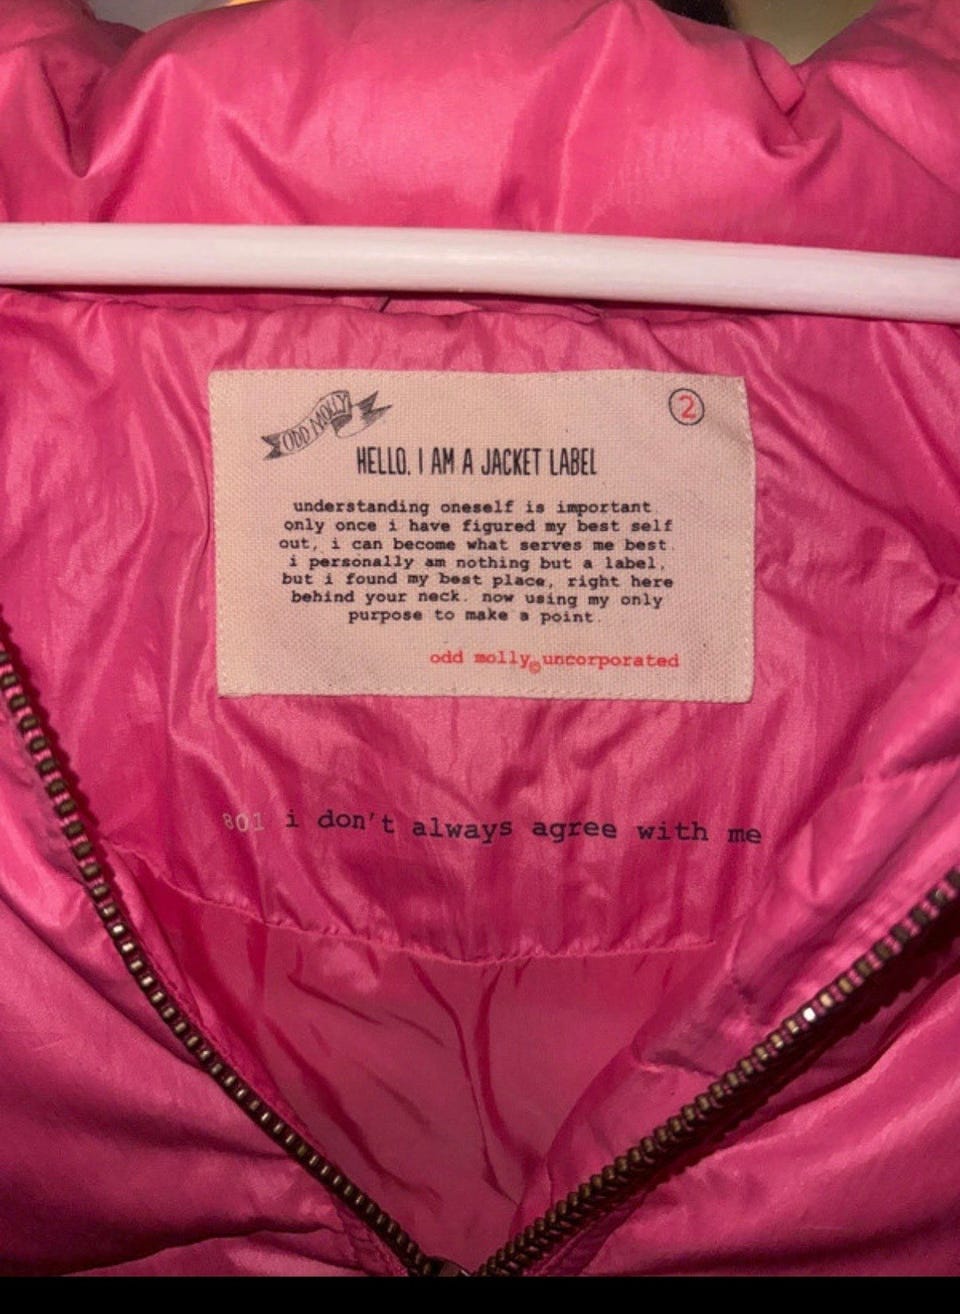 ODD MOLLY
2
HELLO, I AM A JACKET LABEL
understanding oneself is important.
only once i have figured my best self
out, i can become what serves me best.
i personally am nothing but a label,
but i found my best place, right here
behind your neck. now using my only
purpose to make a point.
odd molly©uncorporated
801 i don't always agree with me